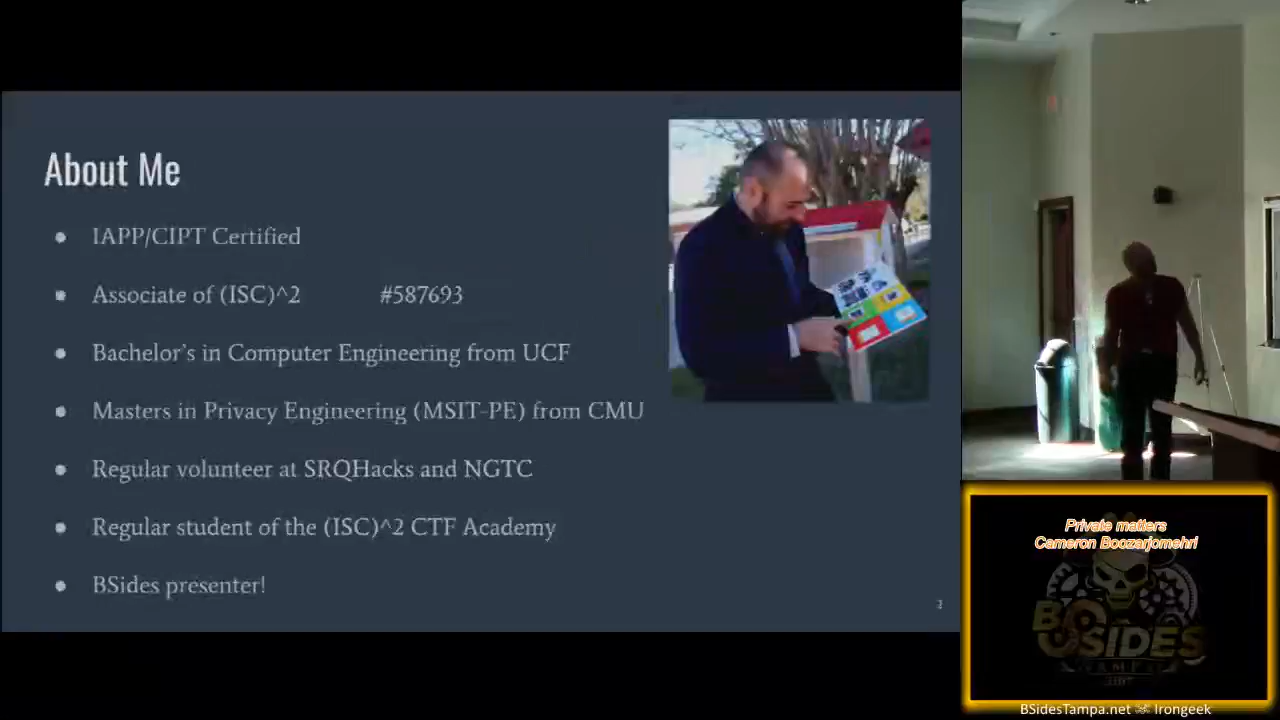 About Me
● IAPP/CIPT Certified
● Associate of (ISC)^2 #587693
● Bachelor's in Computer Engineering from UCF
● Masters in Privacy Engineering (MSIT-PE) from CMU
● Regular volunteer at SRQHacks and NGTC
● Regular student of the (ISC)^2 CTF Academy
● BSides presenter!
2
Private matters
Cameron Boozarjomehri
BSIDES
TAMPA
BSidesTampa.net Irongeek